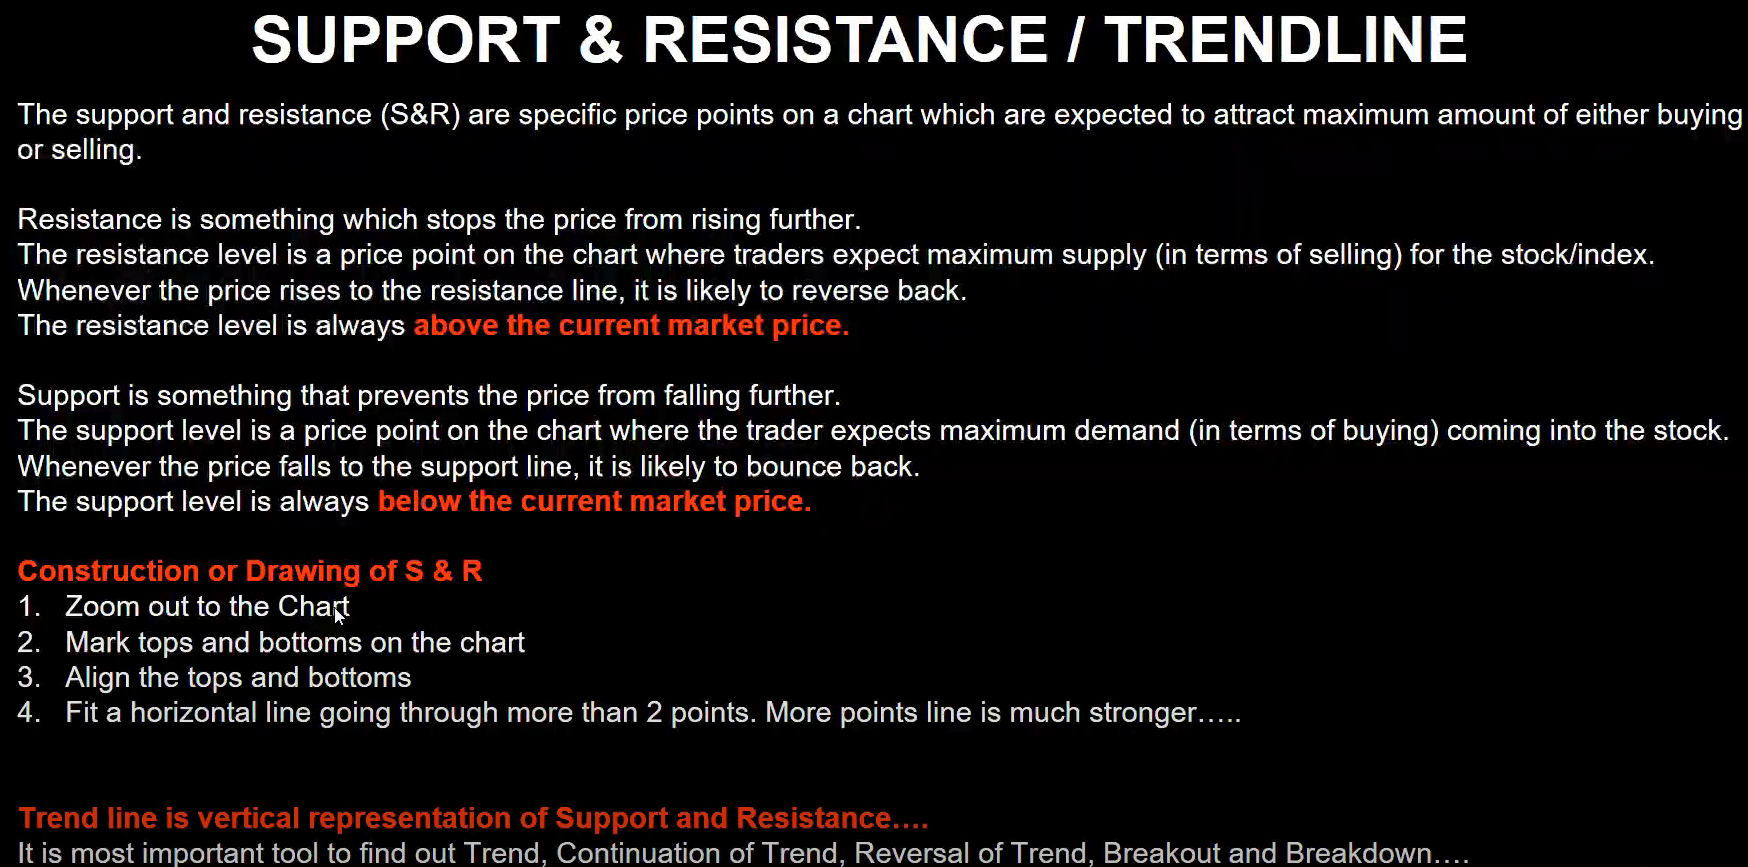 SUPPORT & RESISTANCE / TRENDLINE
The support and resistance (S&R) are specific price points on a chart which are expected to attract maximum amount of either buying
or selling.
Resistance is something which stops the price from rising further.
The resistance level is a price point on the chart where traders expect maximum supply (in terms of selling) for the stock/index.
Whenever the price rises to the resistance line, it is likely to reverse back.
The resistance level is always above the current market price.
Support is something that prevents the price from falling further.
The support level is a price point on the chart where the trader expects maximum demand (in terms of buying) coming into the stock.
Whenever the price falls to the support line, it is likely to bounce back.
The support level is always below the current market price.
Construction or Drawing of S & R
1. Zoom out to the Chart
2. Mark tops and bottoms on the chart
3. Align the tops and bottoms
4. Fit a horizontal line going through more than 2 points. More points line is much stronger…..
Trend line is vertical representation of Support and Resistance….
It is most important tool to find out Trend, Continuation of Trend, Reversal of Trend, Breakout and Breakdown….